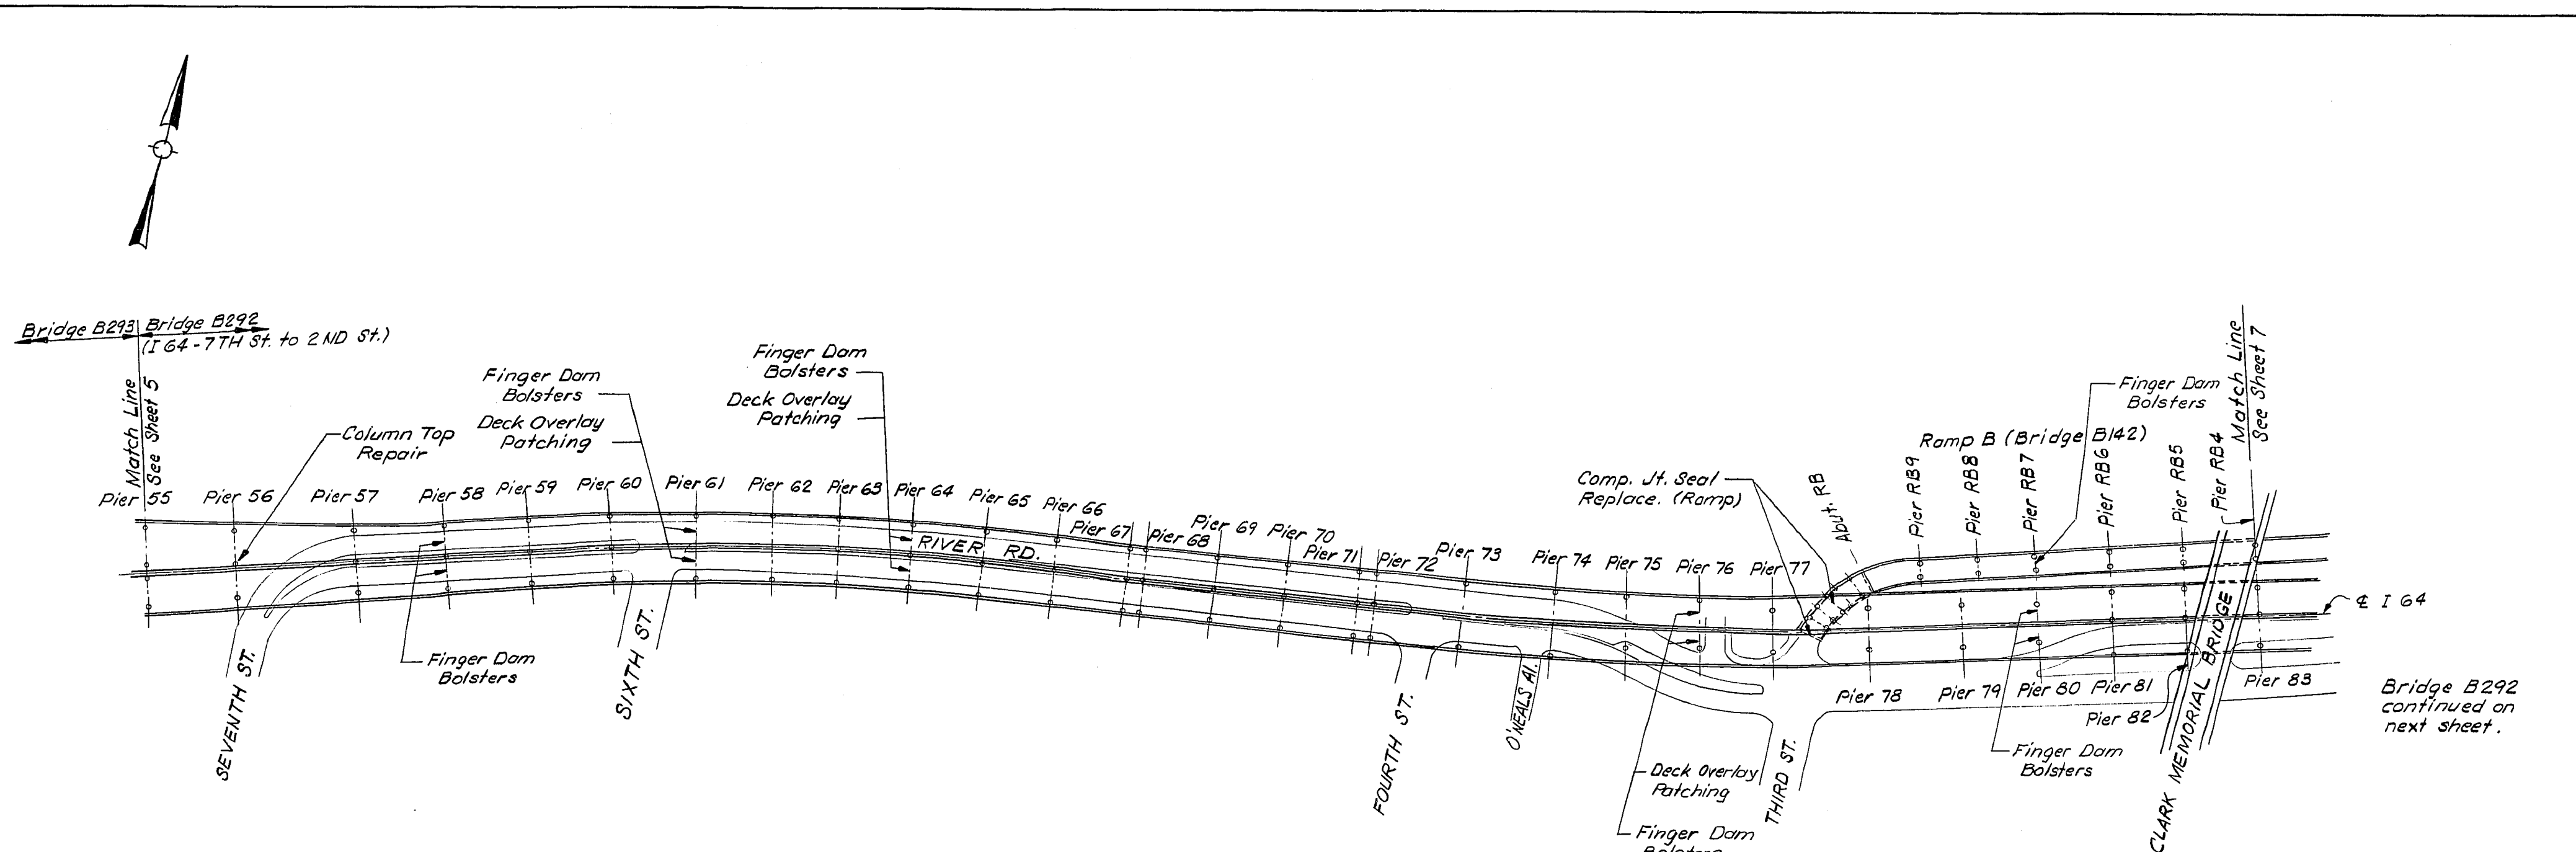 Bridge B293
Bridge B292
(I 64 - 7TH St. to 2 ND St.)
Match Line
See Sheet 5
Column Top
Repair
Finger Dam
Bolsters
Deck Overlay
Patching
Finger Dam
Bolsters
Deck Overlay
Patching
Finger Dam
Bolsters
Match Line
See Sheet 7
Ramp B (Bridge B142)
Comp. Jt. Seal
Replace. (Ramp)
Abut. RB
Pier RB9
Pier RB8
Pier RB7
Pier RB6
Pier RB5
Pier RB4
Pier 55
Pier 56
Pier 57
Pier 58
Pier 59
Pier 60
Pier 61
Pier 62
Pier 63
Pier 64
Pier 65
Pier 66
Pier 67
Pier 68
Pier 69
Pier 70
Pier 71
Pier 72
Pier 73
Pier 74
Pier 75
Pier 76
Pier 77
RIVER RD.
℄ I 64
Pier 78
Pier 79
Pier 80
Pier 81
Pier 82
Pier 83
Finger Dam
Bolsters
SEVENTH ST.
SIXTH ST.
FOURTH ST.
O'NEALS Al.
THIRD ST.
CLARK MEMORIAL BRIDGE
Deck Overlay
Patching
Finger Dam
Bolsters
Finger Dam
Bolsters
Bridge B292
continued on
next sheet.